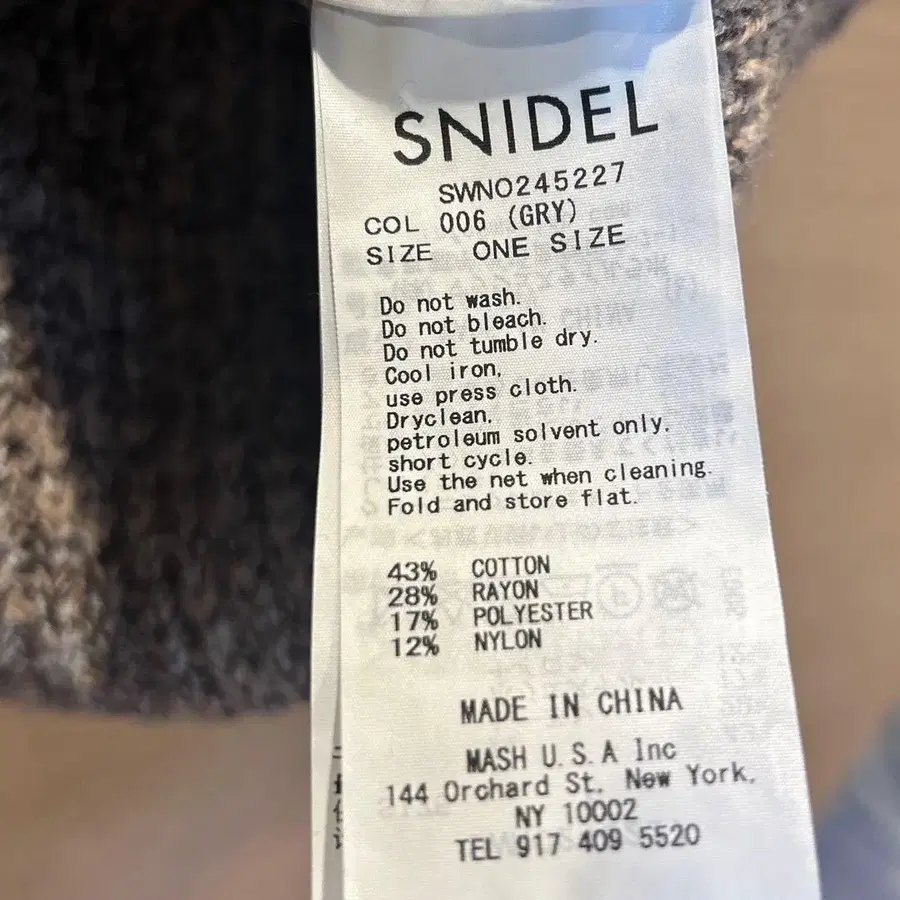 SNIDEL
SWNO245227
COL 006 (GRY)
SIZE ONE SIZE
Do not wash.
Do not bleach.
Do not tumble dry.
Cool iron,
use press cloth.
Dryclean,
petroleum solvent only.
short cycle.
Use the net when cleaning.
Fold and store flat.
43% COTTON
28% RAYON
17% POLYESTER
12% NYLON
MADE IN CHINA
MASH U.S.A Inc
144 Orchard St. New York,
NY 10002
TEL 917 409 5520